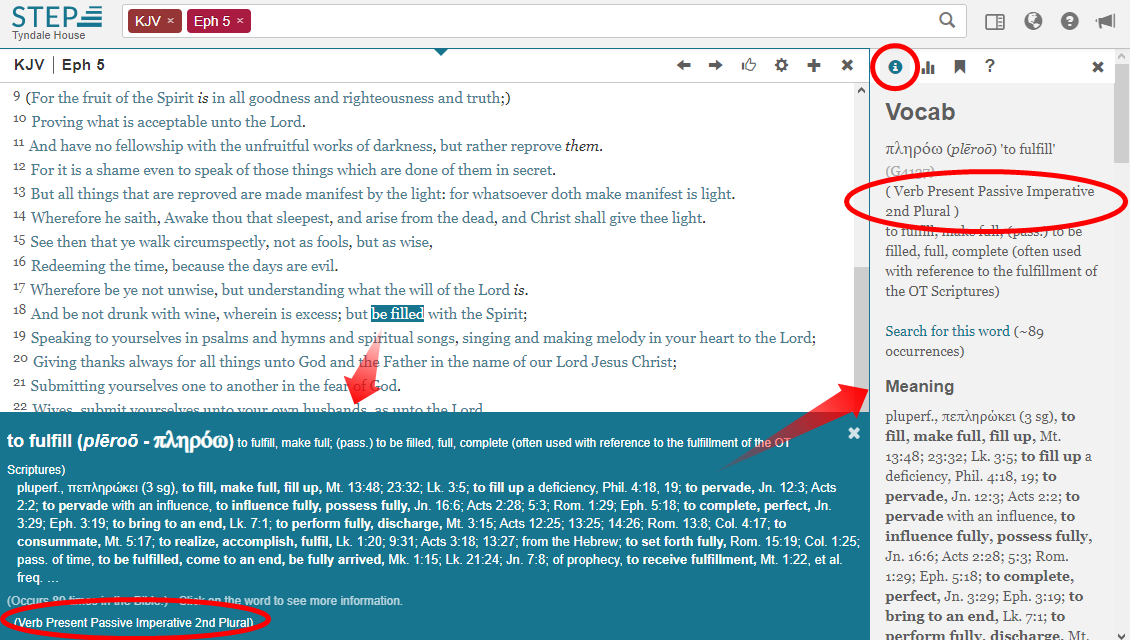 STEP
Tyndale House
KJV × Eph 5 ×
KJV | Eph 5
9 (For the fruit of the Spirit is in all goodness and righteousness and truth;)
10 Proving what is acceptable unto the Lord.
11 And have no fellowship with the unfruitful works of darkness, but rather reprove them.
12 For it is a shame even to speak of those things which are done of them in secret.
13 But all things that are reproved are made manifest by the light: for whatsoever doth make manifest is light.
14 Wherefore he saith, Awake thou that sleepest, and arise from the dead, and Christ shall give thee light.
15 See then that ye walk circumspectly, not as fools, but as wise,
16 Redeeming the time, because the days are evil.
17 Wherefore be ye not unwise, but understanding what the will of the Lord is.
18 And be not drunk with wine, wherein is excess; but be filled with the Spirit;
19 Speaking to yourselves in psalms and hymns and spiritual songs, singing and making melody in your heart to the Lord;
20 Giving thanks always for all things unto God and the Father in the name of our Lord Jesus Christ;
21 Submitting yourselves one to another in the fear of God.
22 Wives, submit yourselves unto your own husbands, as unto the Lord.
to fulfill (plēroō - πληρόω) to fulfill, make full; (pass.) to be filled, full, complete (often used with reference to the fulfillment of the OT
Scriptures)
pluperf., πεπληρώκει (3 sg), to fill, make full, fill up, Mt. 13:48; 23:32; Lk. 3:5; to fill up a deficiency, Phil. 4:18, 19; to pervade, Jn. 12:3; Acts
2:2; to pervade with an influence, to influence fully, possess fully, Jn. 16:6; Acts 2:28; 5:3; Rom. 1:29; Eph. 5:18; to complete, perfect, Jn.
3:29; Eph. 3:19; to bring to an end, Lk. 7:1; to perform fully, discharge, Mt. 3:15; Acts 12:25; 13:25; 14:26; Rom. 13:8; Col. 4:17; to
consummate, Mt. 5:17; to realize, accomplish, fulfil, Lk. 1:20; 9:31; Acts 3:18; 13:27; from the Hebrew; to set forth fully, Rom. 15:19; Col. 1:25;
pass. of time, to be fulfilled, come to an end, be fully arrived, Mk. 1:15; Lk. 21:24; Jn. 7:8; of prophecy, to receive fulfillment, Mt. 1:22, et al.
freq. ...
(Occurs 89 times in the Bible.) Click on the word to see more information.
(Verb Present Passive Imperative 2nd Plural)
Vocab
πληρόω (plēroō) 'to fulfill'
(G4137)
( Verb Present Passive Imperative
2nd Plural )
to fulfill, make full; (pass.) to be
filled, full, complete (often used
with reference to the fulfillment of
the OT Scriptures)
Search for this word (~89
occurrences)
Meaning
pluperf., πεπληρώκει (3 sg), to
fill, make full, fill up, Mt.
13:48; 23:32; Lk. 3:5; to fill up a
deficiency, Phil. 4:18, 19; to
pervade, Jn. 12:3; Acts 2:2; to
pervade with an influence, to
influence fully, possess fully,
Jn. 16:6; Acts 2:28; 5:3; Rom.
1:29; Eph. 5:18; to complete,
perfect, Jn. 3:29; Eph. 3:19; to
bring to an end, Lk. 7:1; to
perform fully, discharge, Mt.